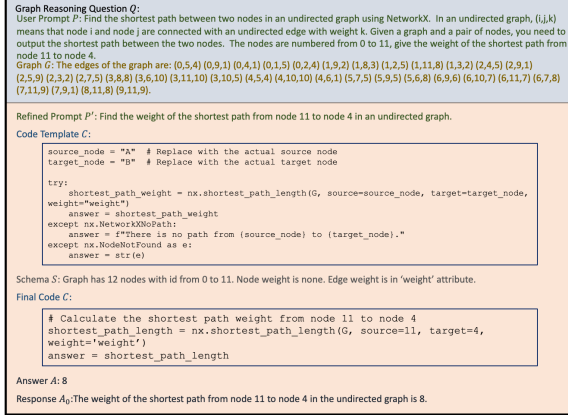 Graph Reasoning Question Q:
User Prompt P: Find the shortest path between two nodes in an undirected graph using NetworkX. In an undirected graph, (i,j,k)
means that node i and node j are connected with an undirected edge with weight k. Given a graph and a pair of nodes, you need to
output the shortest path between the two nodes. The nodes are numbered from 0 to 11, give the weight of the shortest path from
node 11 to node 4.
Graph G: The edges of the graph are: (0,5,4) (0,9,1) (0,4,1) (0,1,5) (0,2,4) (1,9,2) (1,8,3) (1,2,5) (1,11,8) (1,3,2) (2,4,5) (2,9,1)
(2,5,9) (2,3,2) (2,7,5) (3,8,8) (3,6,10) (3,11,10) (3,10,5) (4,5,4) (4,10,10) (4,6,1) (5,7,5) (5,9,5) (5,6,8) (6,9,6) (6,10,7) (6,11,7) (6,7,8)
(7,11,9) (7,9,1) (8,11,8) (9,11,9).
Refined Prompt P′: Find the weight of the shortest path from node 11 to node 4 in an undirected graph.
Code Template C:
source_node = "A" # Replace with the actual source node
target_node = "B" # Replace with the actual target node
try:
shortest_path_weight = nx.shortest_path_length(G, source=source_node, target=target_node,
weight="weight")
answer = shortest_path_weight
except nx.NetworkXNoPath:
answer = f"There is no path from {source_node} to {target_node}."
except nx.NodeNotFound as e:
answer = str(e)
Schema S: Graph has 12 nodes with id from 0 to 11. Node weight is none. Edge weight is in ‘weight’ attribute.
Final Code C:
# Calculate the shortest path weight from node 11 to node 4
shortest_path_length = nx.shortest_path_length(G, source=11, target=4,
weight='weight’)
answer = shortest_path_length
Answer A: 8
Response A₀:The weight of the shortest path from node 11 to node 4 in the undirected graph is 8.